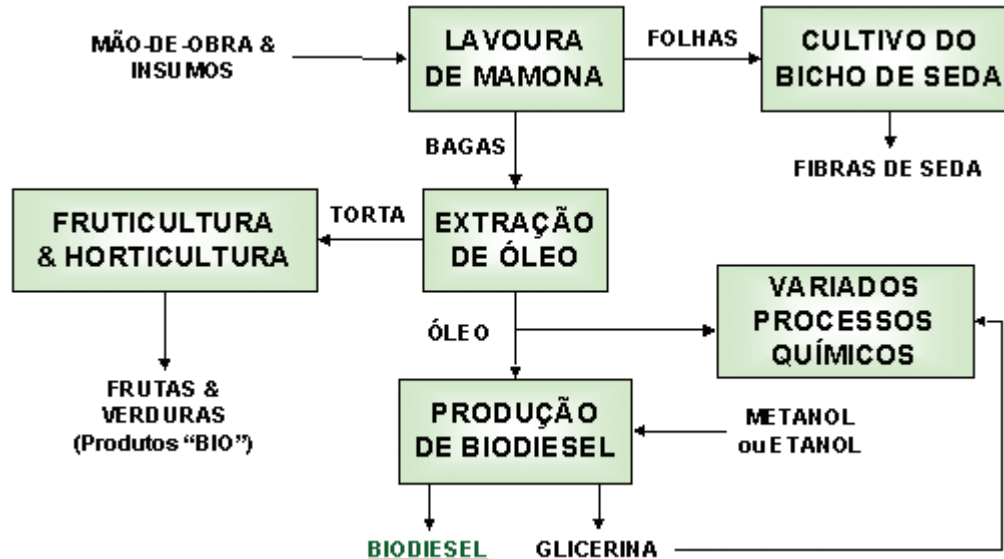 MÃO-DE-OBRA &
INSUMOS
LAVOURA
DE MAMONA
FOLHAS
CULTIVO DO
BICHO DE SEDA
BAGAS
FIBRAS DE SEDA
FRUTICULTURA
& HORTICULTURA
TORTA
EXTRAÇÃO
DE ÓLEO
VARIADOS
PROCESSOS
QUÍMICOS
ÓLEO
FRUTAS &
VERDURAS
(Produtos “BIO”)
PRODUÇÃO
DE BIODIESEL
METANOL
ou ETANOL
BIODIESEL
GLICERINA